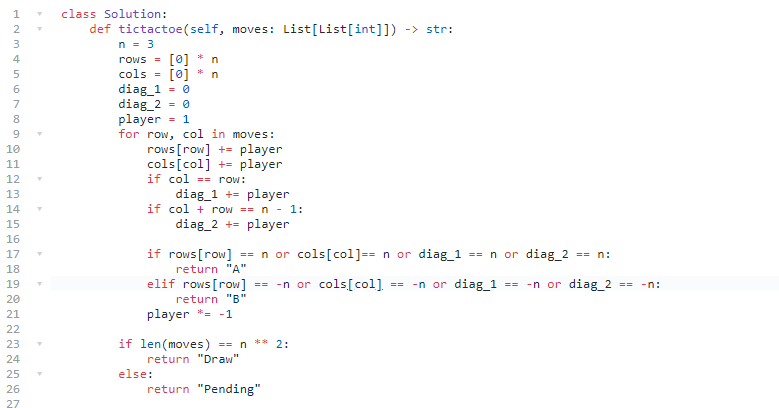 1 class Solution:
2     def tictactoe(self, moves: List[List[int]]) -> str:
3         n = 3
4         rows = [0] * n
5         cols = [0] * n
6         diag_1 = 0
7         diag_2 = 0
8         player = 1
9         for row, col in moves:
10             rows[row] += player
11             cols[col] += player
12             if col == row:
13                 diag_1 += player
14             if col + row == n - 1:
15                 diag_2 += player
16
17             if rows[row] == n or cols[col]== n or diag_1 == n or diag_2 == n:
18                 return "A"
19             elif rows[row] == -n or cols[col] == -n or diag_1 == -n or diag_2 == -n:
20                 return "B"
21             player *= -1
22
23         if len(moves) == n ** 2:
24             return "Draw"
25         else:
26             return "Pending"
27